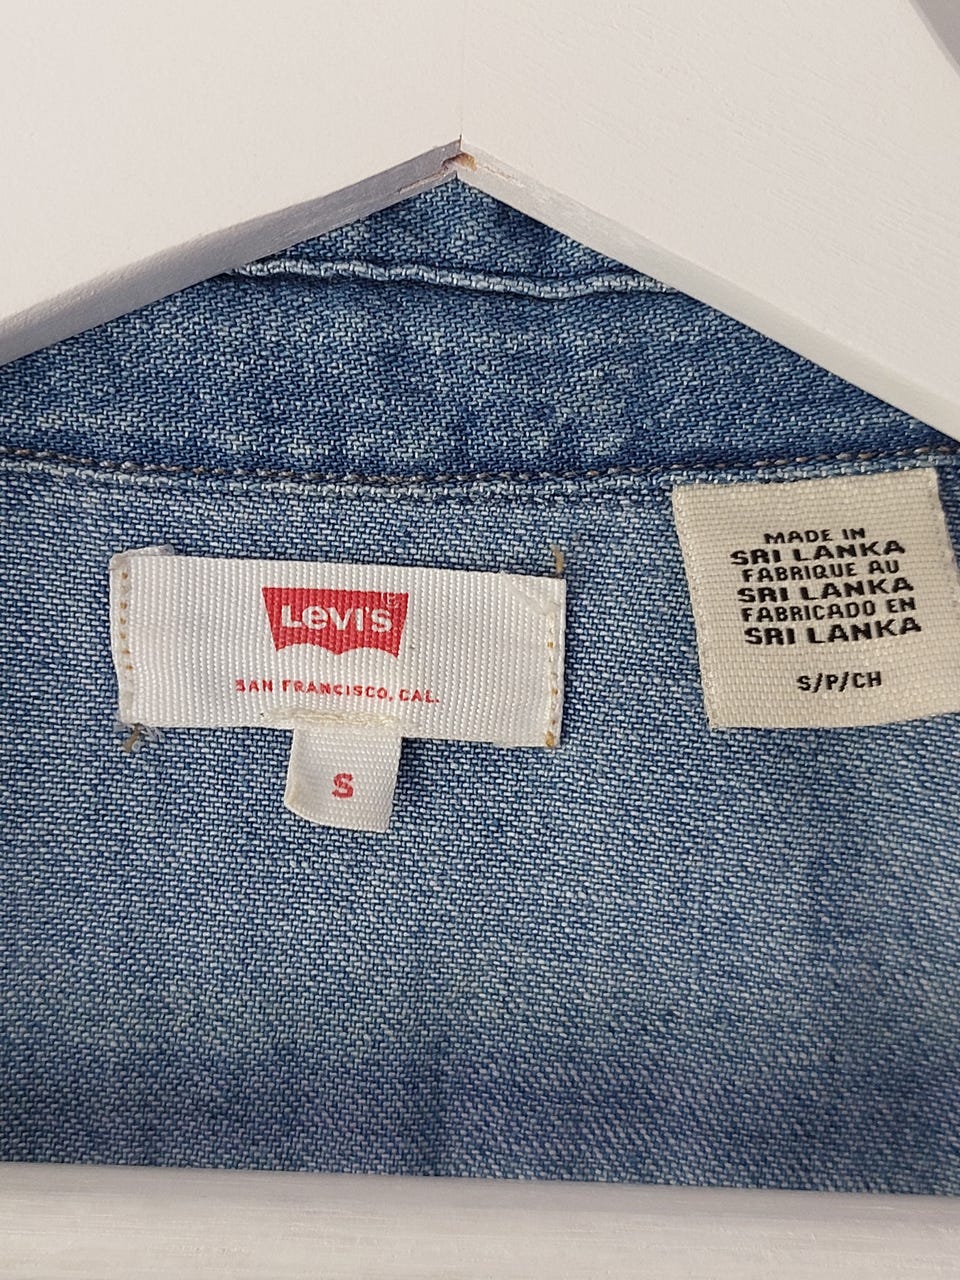 LEVI'S®
SAN FRANCISCO, CAL.
S
MADE IN
SRI LANKA
FABRIQUE AU
SRI LANKA
FABRICADO EN
SRI LANKA
S/P/CH